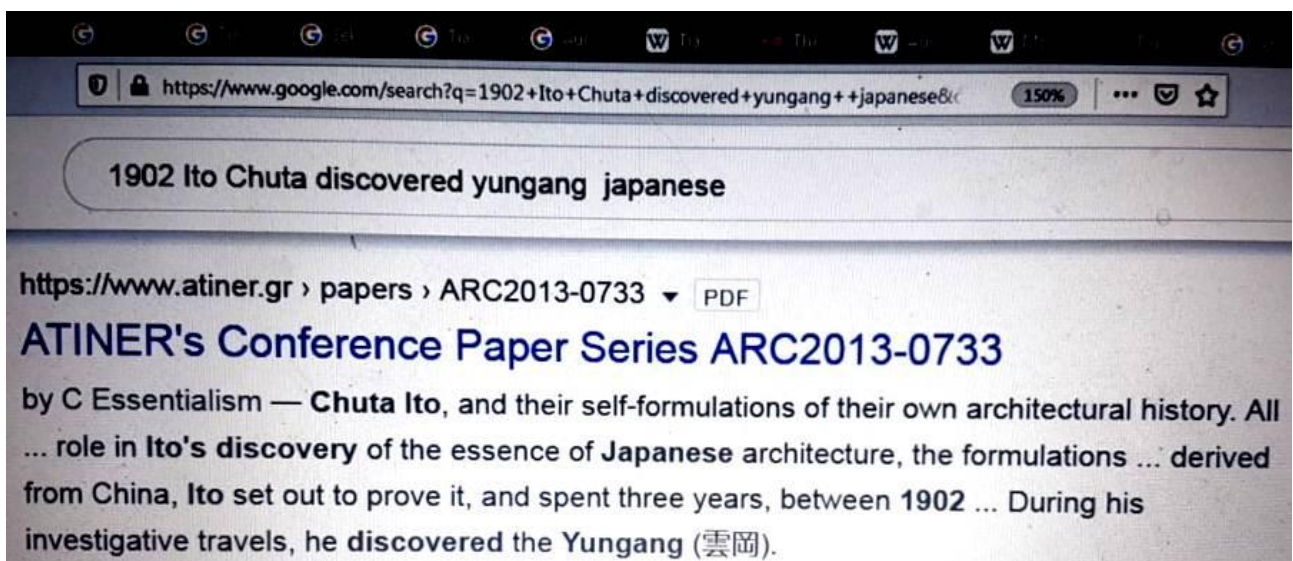 https://www.google.com/search?q=1902+Ito+Chuta+discovered+yungang++japanese&
150%
1902 Ito Chuta discovered yungang japanese
https://www.atiner.gr › papers › ARC2013-0733 PDF
ATINER's Conference Paper Series ARC2013-0733
by C Essentialism — Chuta Ito, and their self-formulations of their own architectural history. All
... role in Ito's discovery of the essence of Japanese architecture, the formulations ... derived
from China, Ito set out to prove it, and spent three years, between 1902 ... During his
investigative travels, he discovered the Yungang (雲岡).